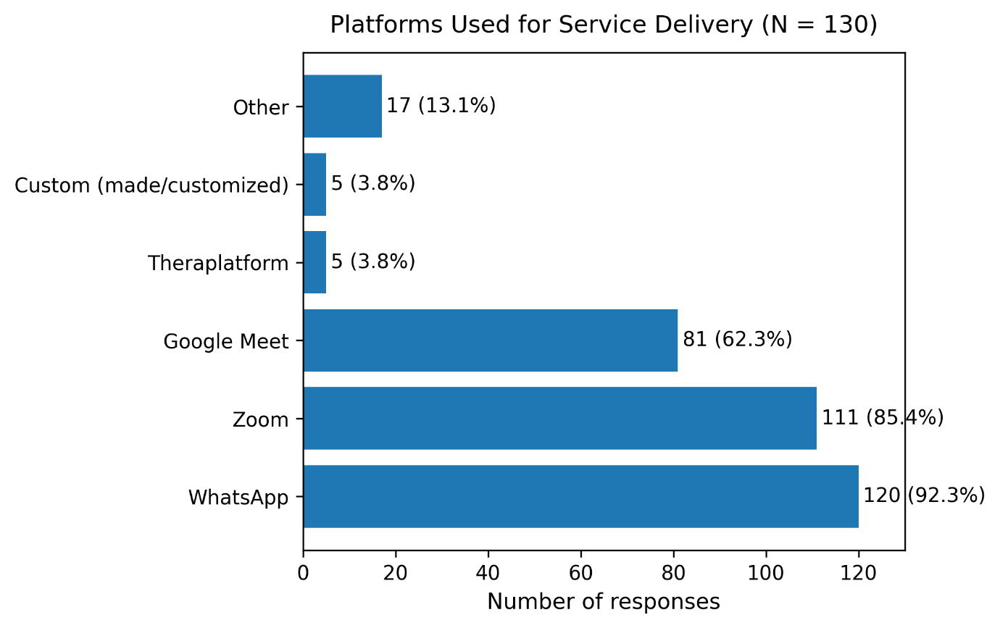 Platforms Used for Service Delivery (N = 130)
Other
17 (13.1%)
Custom (made/customized)
5 (3.8%)
Theraplatform
5 (3.8%)
Google Meet
81 (62.3%)
Zoom
111 (85.4%)
WhatsApp
120 (92.3%)
0 20 40 60 80 100 120
Number of responses